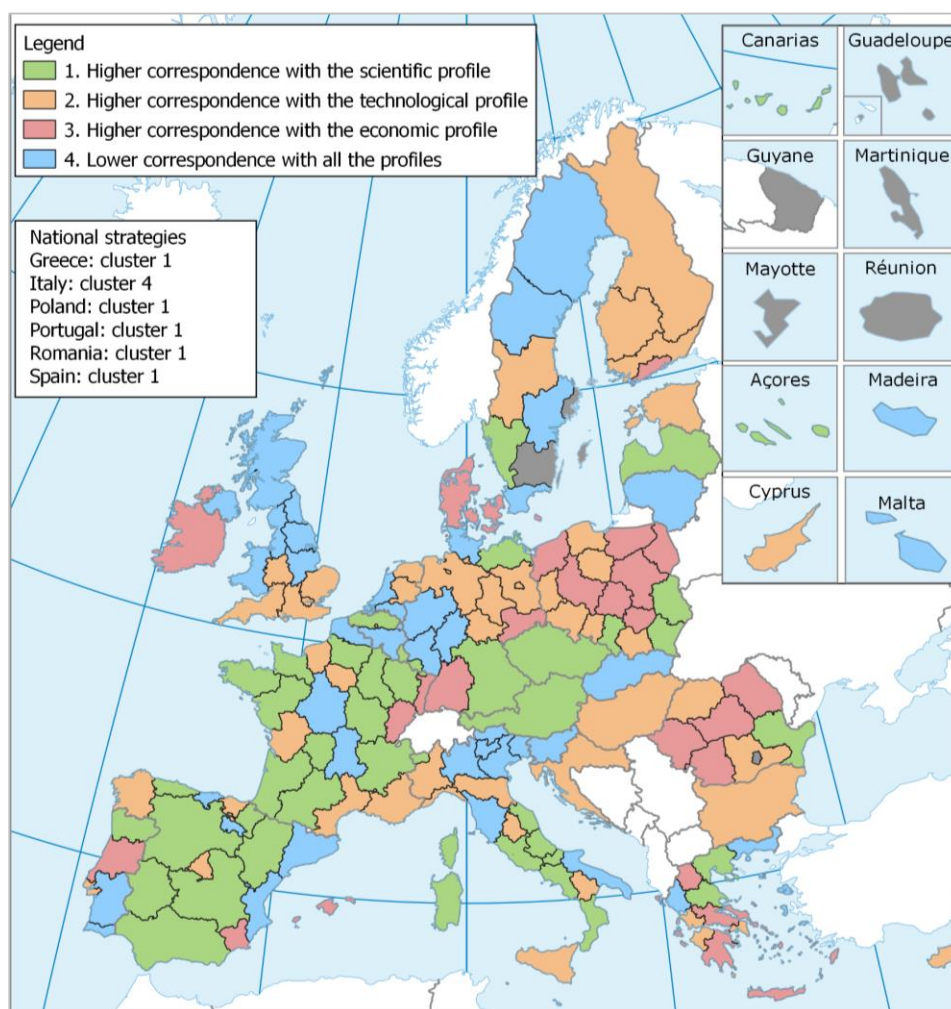 Legend
1. Higher correspondence with the scientific profile
2. Higher correspondence with the technological profile
3. Higher correspondence with the economic profile
4. Lower correspondence with all the profiles
National strategies
Greece: cluster 1
Italy: cluster 4
Poland: cluster 1
Portugal: cluster 1
Romania: cluster 1
Spain: cluster 1
Canarias
Guadeloupe
Guyane
Martinique
Mayotte
Réunion
Açores
Madeira
Cyprus
Malta